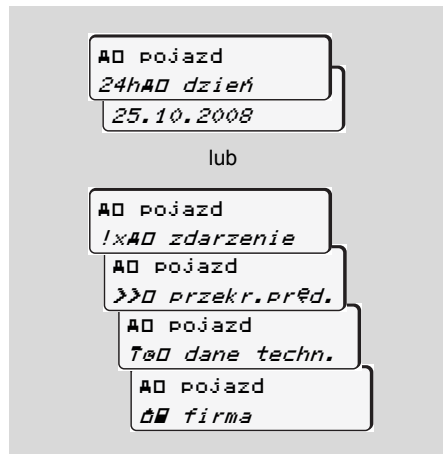 pojazd
24h dzień
25.10.2008
lub
pojazd
!x zdarzenie
pojazd
>> przekr.pręd.
pojazd
T dane techn.
pojazd
firma